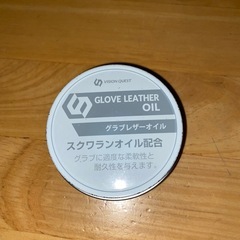 GLOVE LEATHER
OIL
グラブレザーオイル
スクワランオイル配合
グラブに適度な柔軟性と
耐久性を与えます。